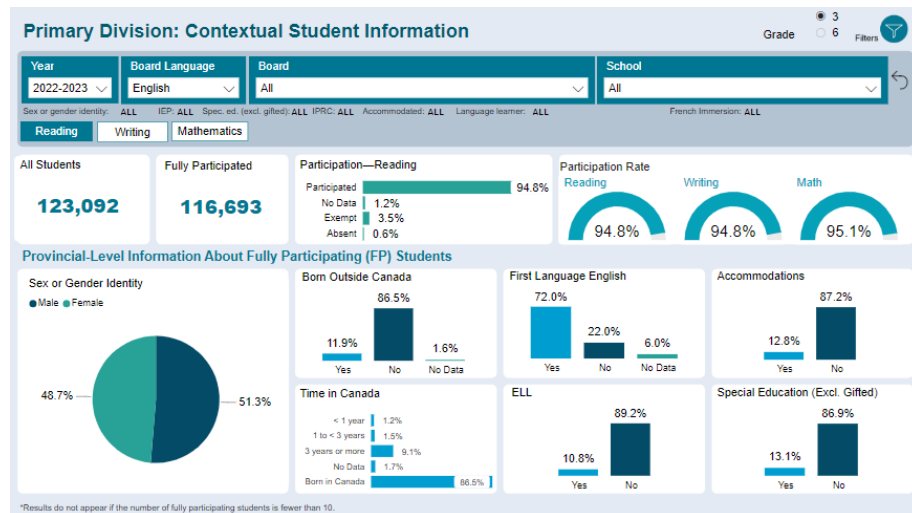 Primary Division: Contextual Student Information
Grade
3
6
Filters
Year
Board Language
Board
School
2022-2023
English
All
All
Sex or gender identity: ALL IEP: ALL Spec. ed. (excl. gifted): ALL IPRC: ALL Accommodated: ALL Language learner: ALL French Immersion: ALL
Reading
Writing
Mathematics
All Students
123,092
Fully Participated
116,693
Participation—Reading
Participated 94.8%
No Data 1.2%
Exempt 3.5%
Absent 0.6%
Participation Rate
Reading
Writing
Math
94.8%
94.8%
95.1%
Provincial-Level Information About Fully Participating (FP) Students
Sex or Gender Identity
Male Female
48.7%
51.3%
Born Outside Canada
11.9%
86.5%
1.6%
Yes
No
No Data
First Language English
72.0%
22.0%
6.0%
Yes
No
No Data
Accommodations
12.8%
87.2%
Yes
No
Time in Canada
< 1 year 1.2%
1 to < 3 years 1.5%
3 years or more 9.1%
No Data 1.7%
Born in Canada 86.5%
ELL
10.8%
89.2%
Yes
No
Special Education (Excl. Gifted)
13.1%
86.9%
Yes
No
*Results do not appear if the number of fully participating students is fewer than 10.